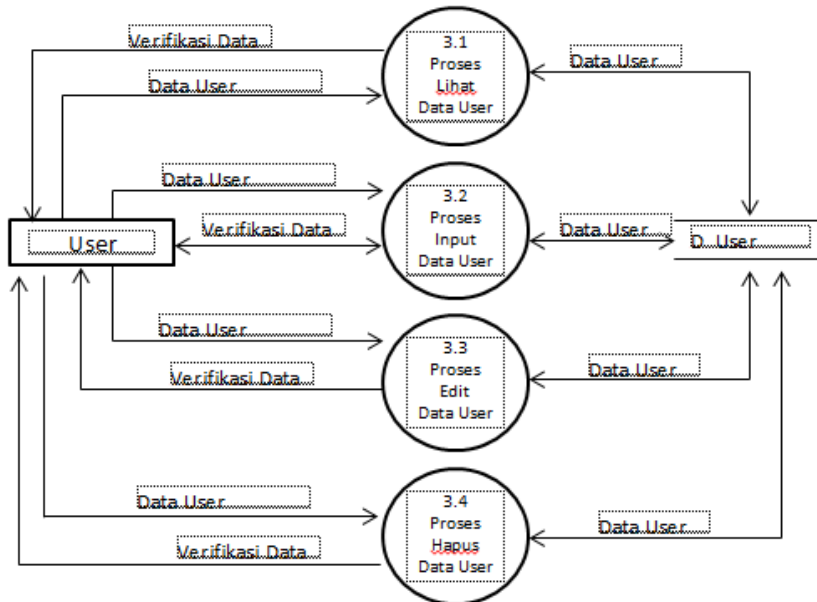 Verifikasi Data
3.1
Proses
Lihat
Data User
Data User
Data User
Data User
3.2
Proses
Input
Data User
Verifikasi Data
Data User
User
D User
Data User
3.3
Proses
Edit
Data User
Verifikasi Data
Data User
Data User
3.4
Proses
Hapus
Data User
Data User
Verifikasi Data